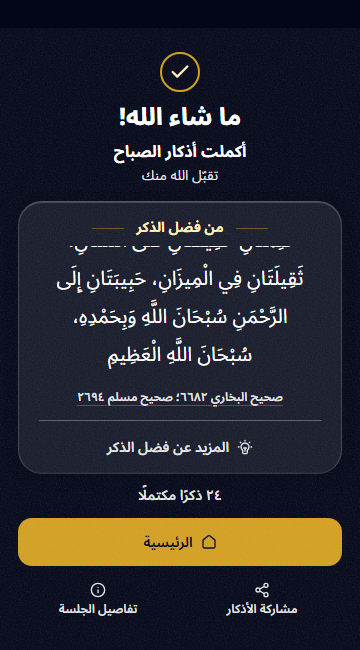 ما شاء الله!
أكملت أذكار الصباح
تقبّل الله منك
من فضل الذكر
ثَقِيلَتَانِ فِي الْمِيزَانِ، حَبِيبَتَانِ إِلَى
الرَّحْمَنِ سُبْحَانَ اللَّهِ وَبِحَمْدِهِ،
سُبْحَانَ اللَّهِ الْعَظِيمِ
صحيح البخاري ٦٦٨٢؛ صحيح مسلم ٢٦٩٤
المزيد عن فضل الذكر
٢٤ ذكرًا مكتملًا
الرئيسية
مشاركة الأذكار
تفاصيل الجلسة